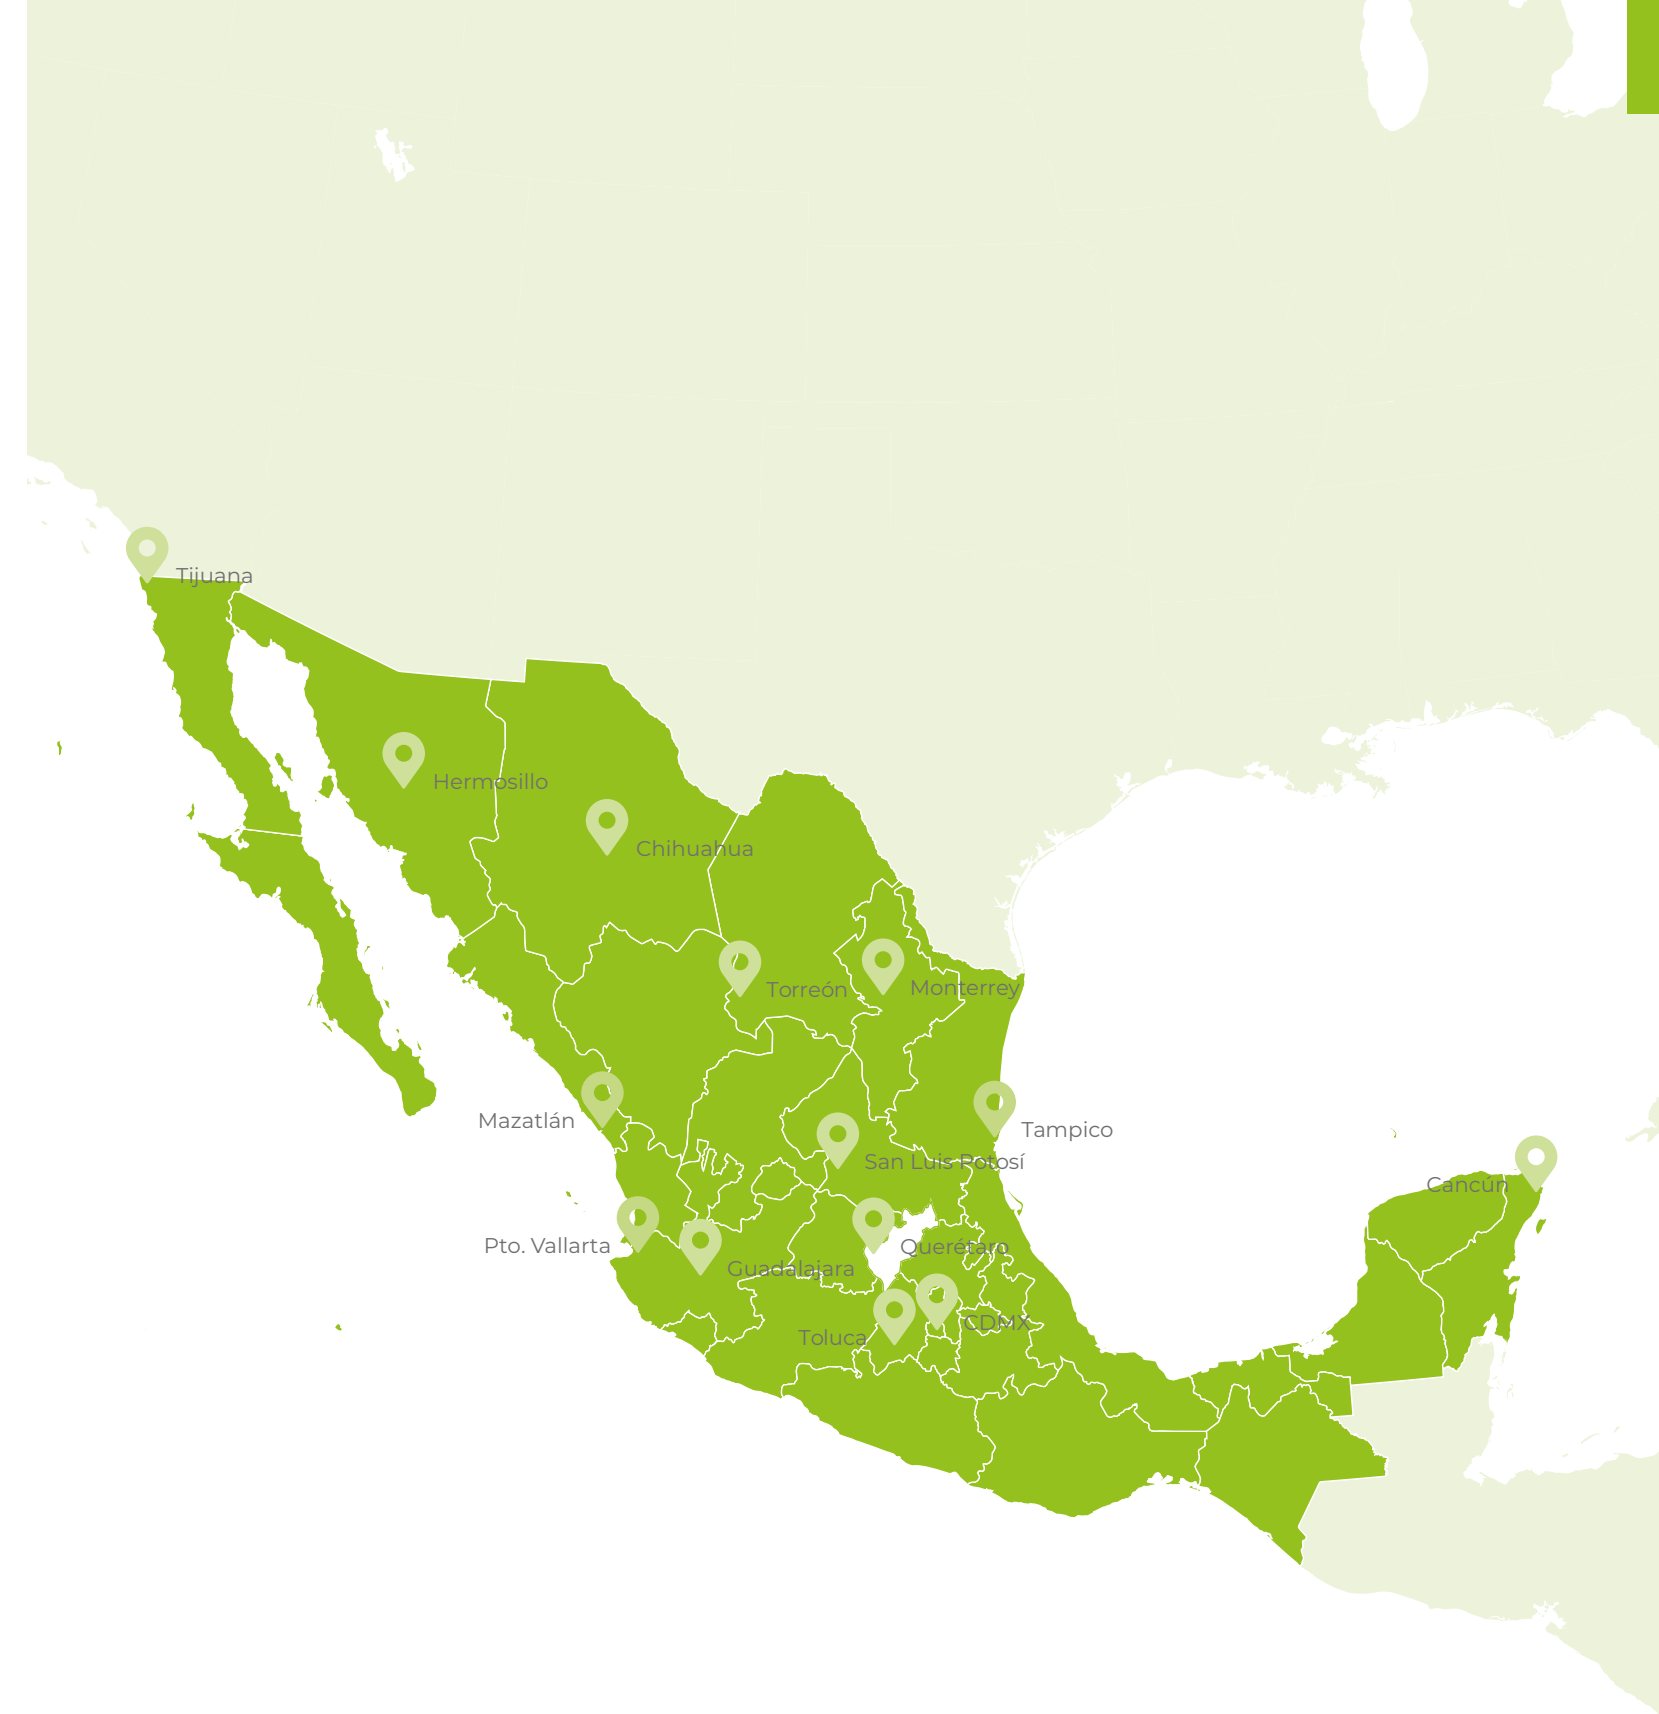 Tijuana
Hermosillo
Chihuahua
Torreón
Monterrey
Mazatlán
Tampico
San Luis Potosí
Cancún
Pto. Vallarta
Querétaro
Guadalajara
CDMX
Toluca